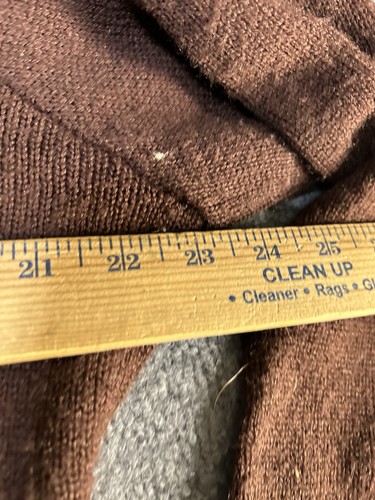 21 22 23 24 25
CLEAN UP
• Cleaner • Rags •